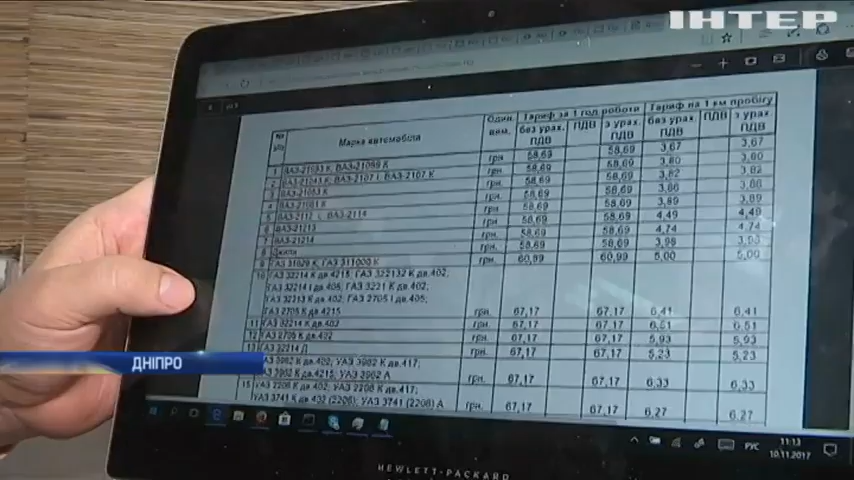 ІНТЕР
№ п/п Марка автомобіля Один. вим. Тариф за 1 год роботи Тариф на 1 км пробігу
без урах. ПДВ ПДВ з урах. ПДВ без урах. ПДВ ПДВ з урах. ПДВ
1 ВАЗ-21093 К, ВАЗ-21099 К грн. 58,69 58,69 3,67 3,67
2 ВАЗ-21043 К, ВАЗ-2107 І, ВАЗ-2107 К грн. 58,69 58,69 3,80 3,80
3 ВАЗ-21083 К грн. 58,69 58,69 3,82 3,82
4 грн. 58,69 58,69 3,86 3,86
5 ВАЗ-2112 І, ВАЗ-2114 грн. 58,69 58,69 3,89 3,89
6 ВАЗ-21213 грн. 58,69 58,69 4,49 4,49
7 ВАЗ-21214 грн. 58,69 58,69 4,74 4,74
8 грн. 58,69 58,69 3,98
9 ГАЗ 31029 К, ГАЗ 311000 К грн. 60,99 60,99 5,00 5,00
10 ГАЗ 32214 К дв.4215, ГАЗ 322132 К дв.402;
ГАЗ 32214 І дв.405, ГАЗ 3221 К дв.402;
ГАЗ 32213 К дв.402; ГАЗ 2705 І дв.405;
ГАЗ 2705 К дв.4215 грн. 67,17 67,17 6,41 6,41
11 ГАЗ 32214 К дв.402 грн. 67,17 67,17 6,51 6,51
12 ГАЗ 2705 К дв.402 грн. 67,17 67,17 5,93 5,93
13 ГАЗ 32214 Д грн. 67,17 67,17 5,23 5,23
УАЗ 3962 К дв.402; УАЗ 3962 К дв.417;
УАЗ 3962 К дв.4215; УАЗ 3962 А грн. 67,17 67,17 6,33 6,33
15 УАЗ 2206 К дв.402; УАЗ 2206 К дв.417;
УАЗ 3741 К дв.402 (2206); УАЗ 3741 (2206) А грн. 67,17 67,17 6,27 6,27
ДНІПРО
РУС 11:13
10.11.2017
HEWLETT-PACKARD